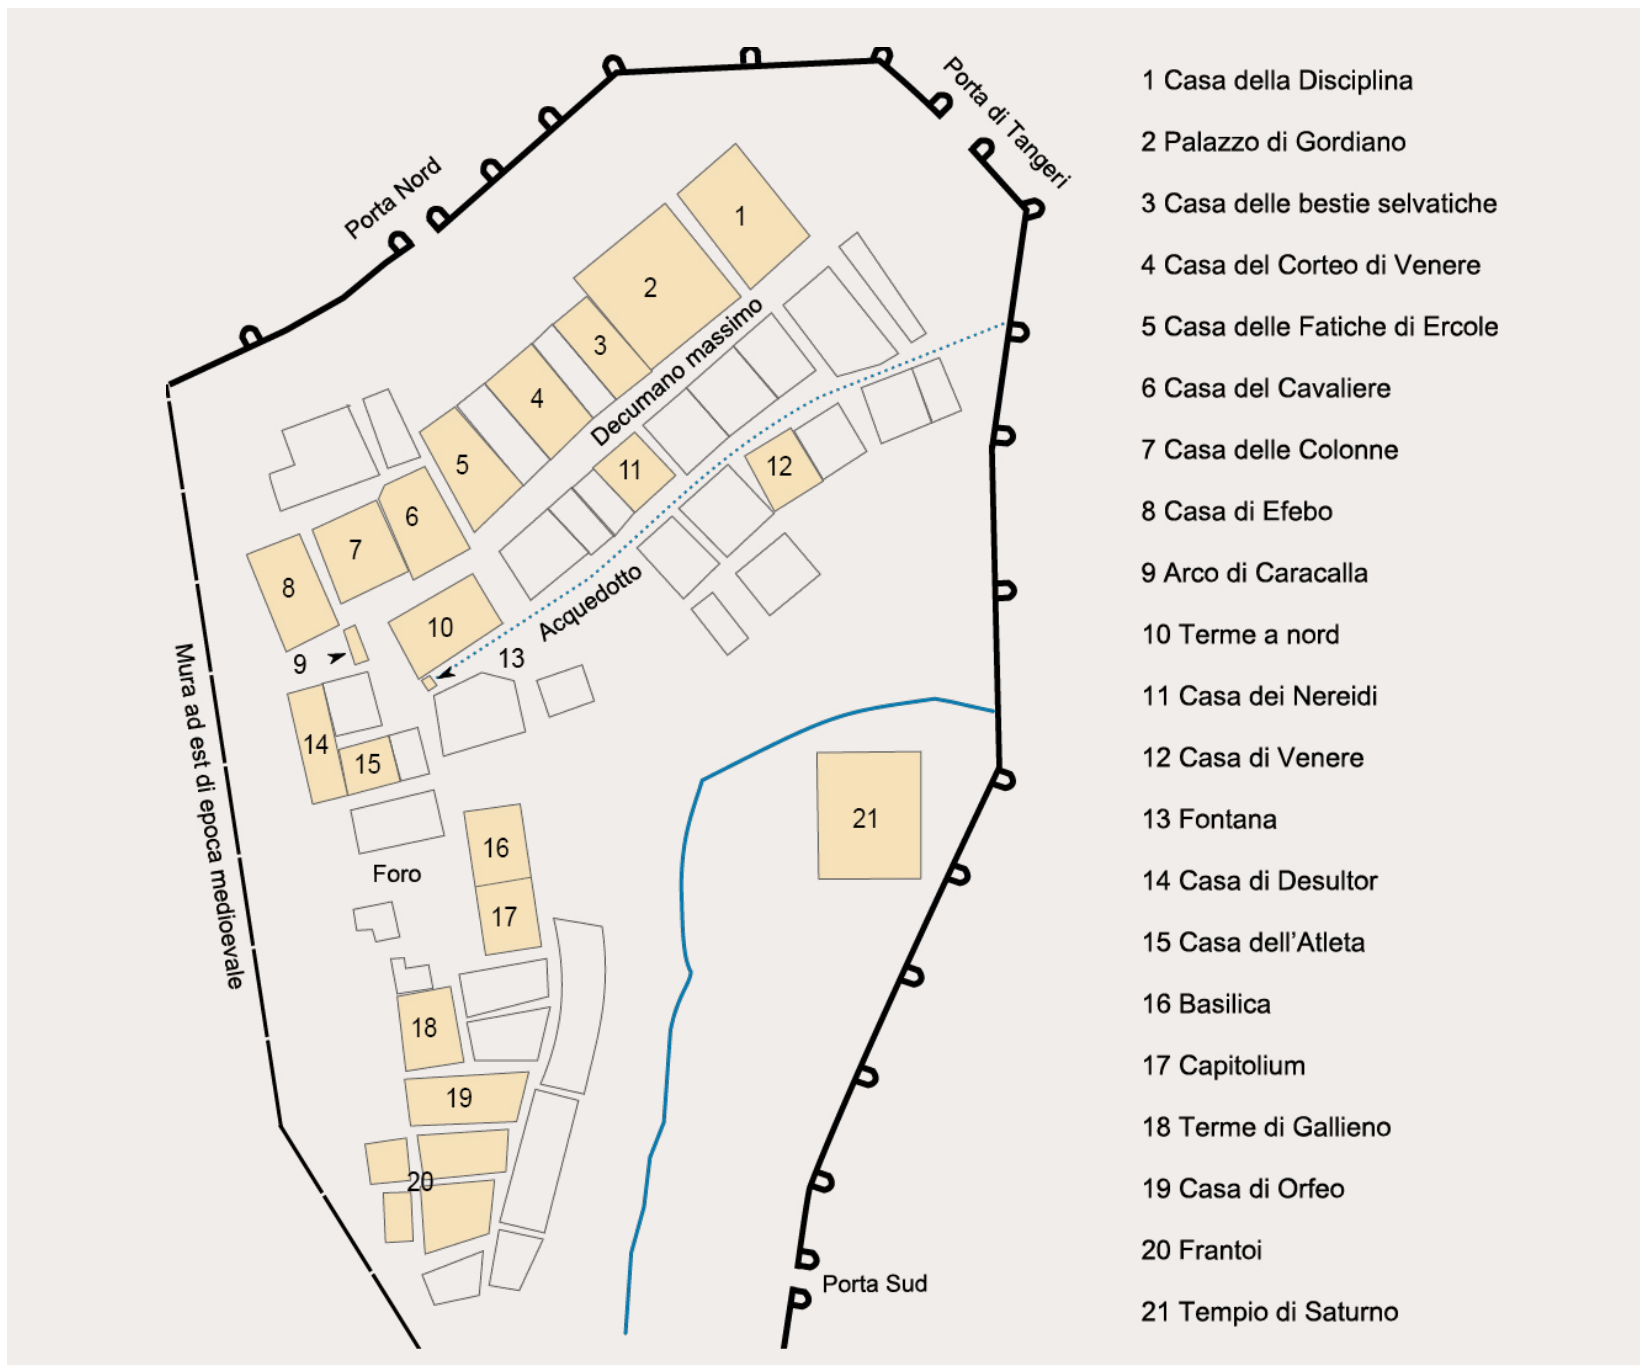 Porta di Tangeri
Porta Nord
1
2
3
Decumano massimo
4
5
11
12
6
7
8
10
Acquedotto
9
13
Mura ad est di epoca medioevale
14
15
21
16
Foro
17
18
19
20
Porta Sud
1 Casa della Disciplina
2 Palazzo di Gordiano
3 Casa delle bestie selvatiche
4 Casa del Corteo di Venere
5 Casa delle Fatiche di Ercole
6 Casa del Cavaliere
7 Casa delle Colonne
8 Casa di Efebo
9 Arco di Caracalla
10 Terme a nord
11 Casa dei Nereidi
12 Casa di Venere
13 Fontana
14 Casa di Desultor
15 Casa dell’Atleta
16 Basilica
17 Capitolium
18 Terme di Gallieno
19 Casa di Orfeo
20 Frantoi
21 Tempio di Saturno